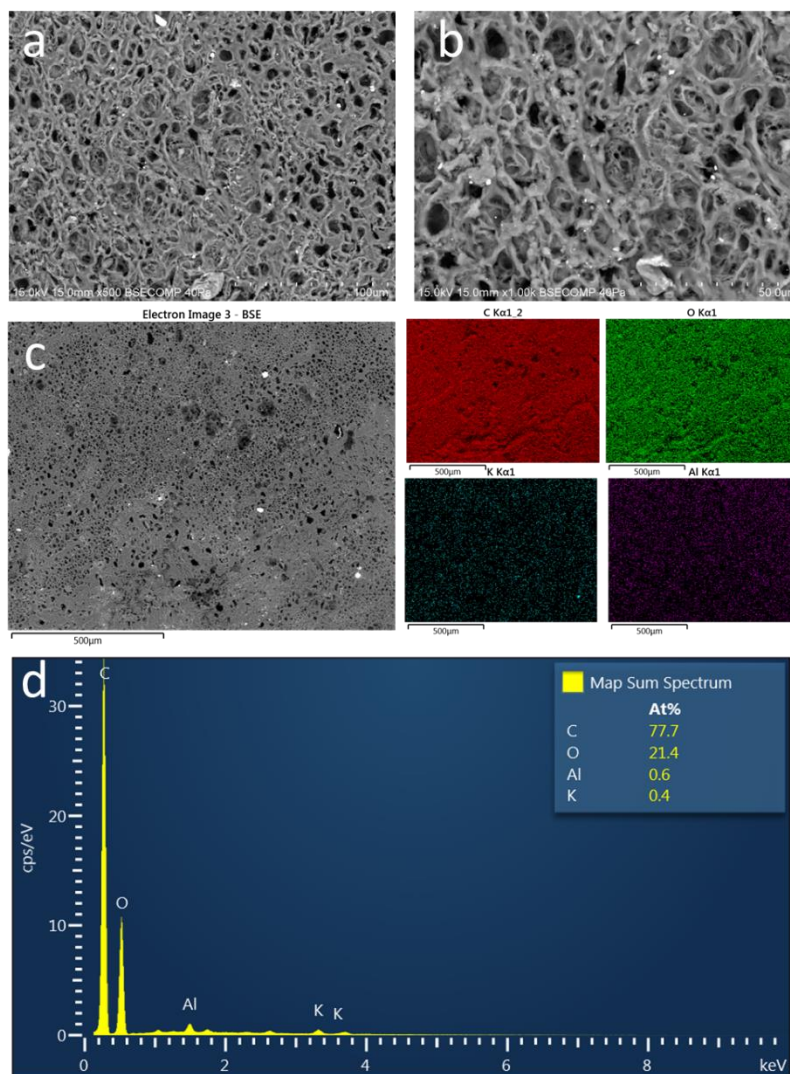 a
b
15.0kV 15.0mm x500 BSECOMP 40Pa
100um
15.0kV 15.0mm x1.00k BSECOMP 40Pa
50.0um
Electron Image 3 - BSE
c
500µm
C Kα1_2
O Kα1
500µm
500µm
K Kα1
Al Kα1
500µm
500µm
d
Map Sum Spectrum
At%
C 77.7
O 21.4
Al 0.6
K 0.4
C
30
20
cps/eV
O
10
Al
K
K
0
0 2 4 6 8 keV